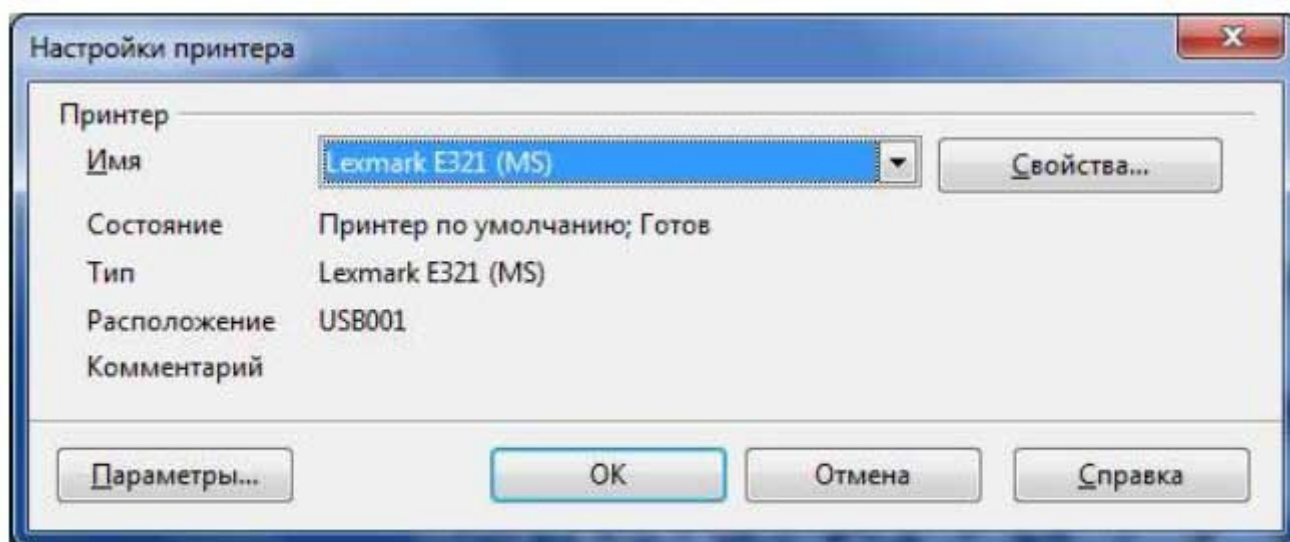 Настройки принтера
Принтер
Имя Lexmark E321 (MS) Свойства...
Состояние Принтер по умолчанию; Готов
Тип Lexmark E321 (MS)
Расположение USB001
Комментарий
Параметры... ОК Отмена Справка